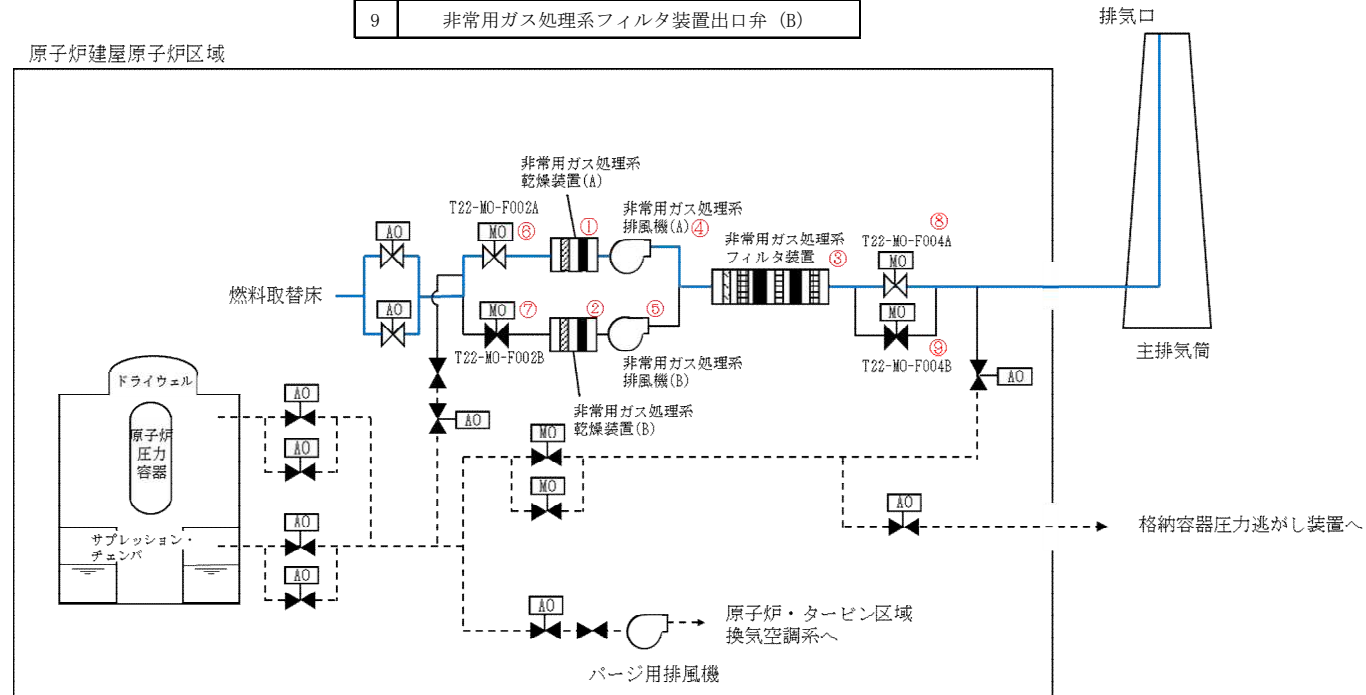 9 非常用ガス処理系フィルタ装置出口弁 (B)
排気口
原子炉建屋原子炉区域
非常用ガス処理系
乾燥装置(A)
T22-MO-F002A
⑥
①
非常用ガス処理系
排風機(A)
④
非常用ガス処理系
フィルタ装置
③
⑧
T22-MO-F004A
AO
MO
MO
燃料取替床
AO
MO
⑦
②
⑤
MO
⑨
T22-MO-F002B
非常用ガス処理系
排風機(B)
T22-MO-F004B
主排気筒
ドライウェル
AO
非常用ガス処理系
乾燥装置(B)
AO
AO
原子炉
圧力
容器
AO
MO
MO
AO
格納容器圧力逃がし装置へ
サプレッション・
チェンバ
AO
AO
AO
原子炉・タービン区域
換気空調系へ
パージ用排風機